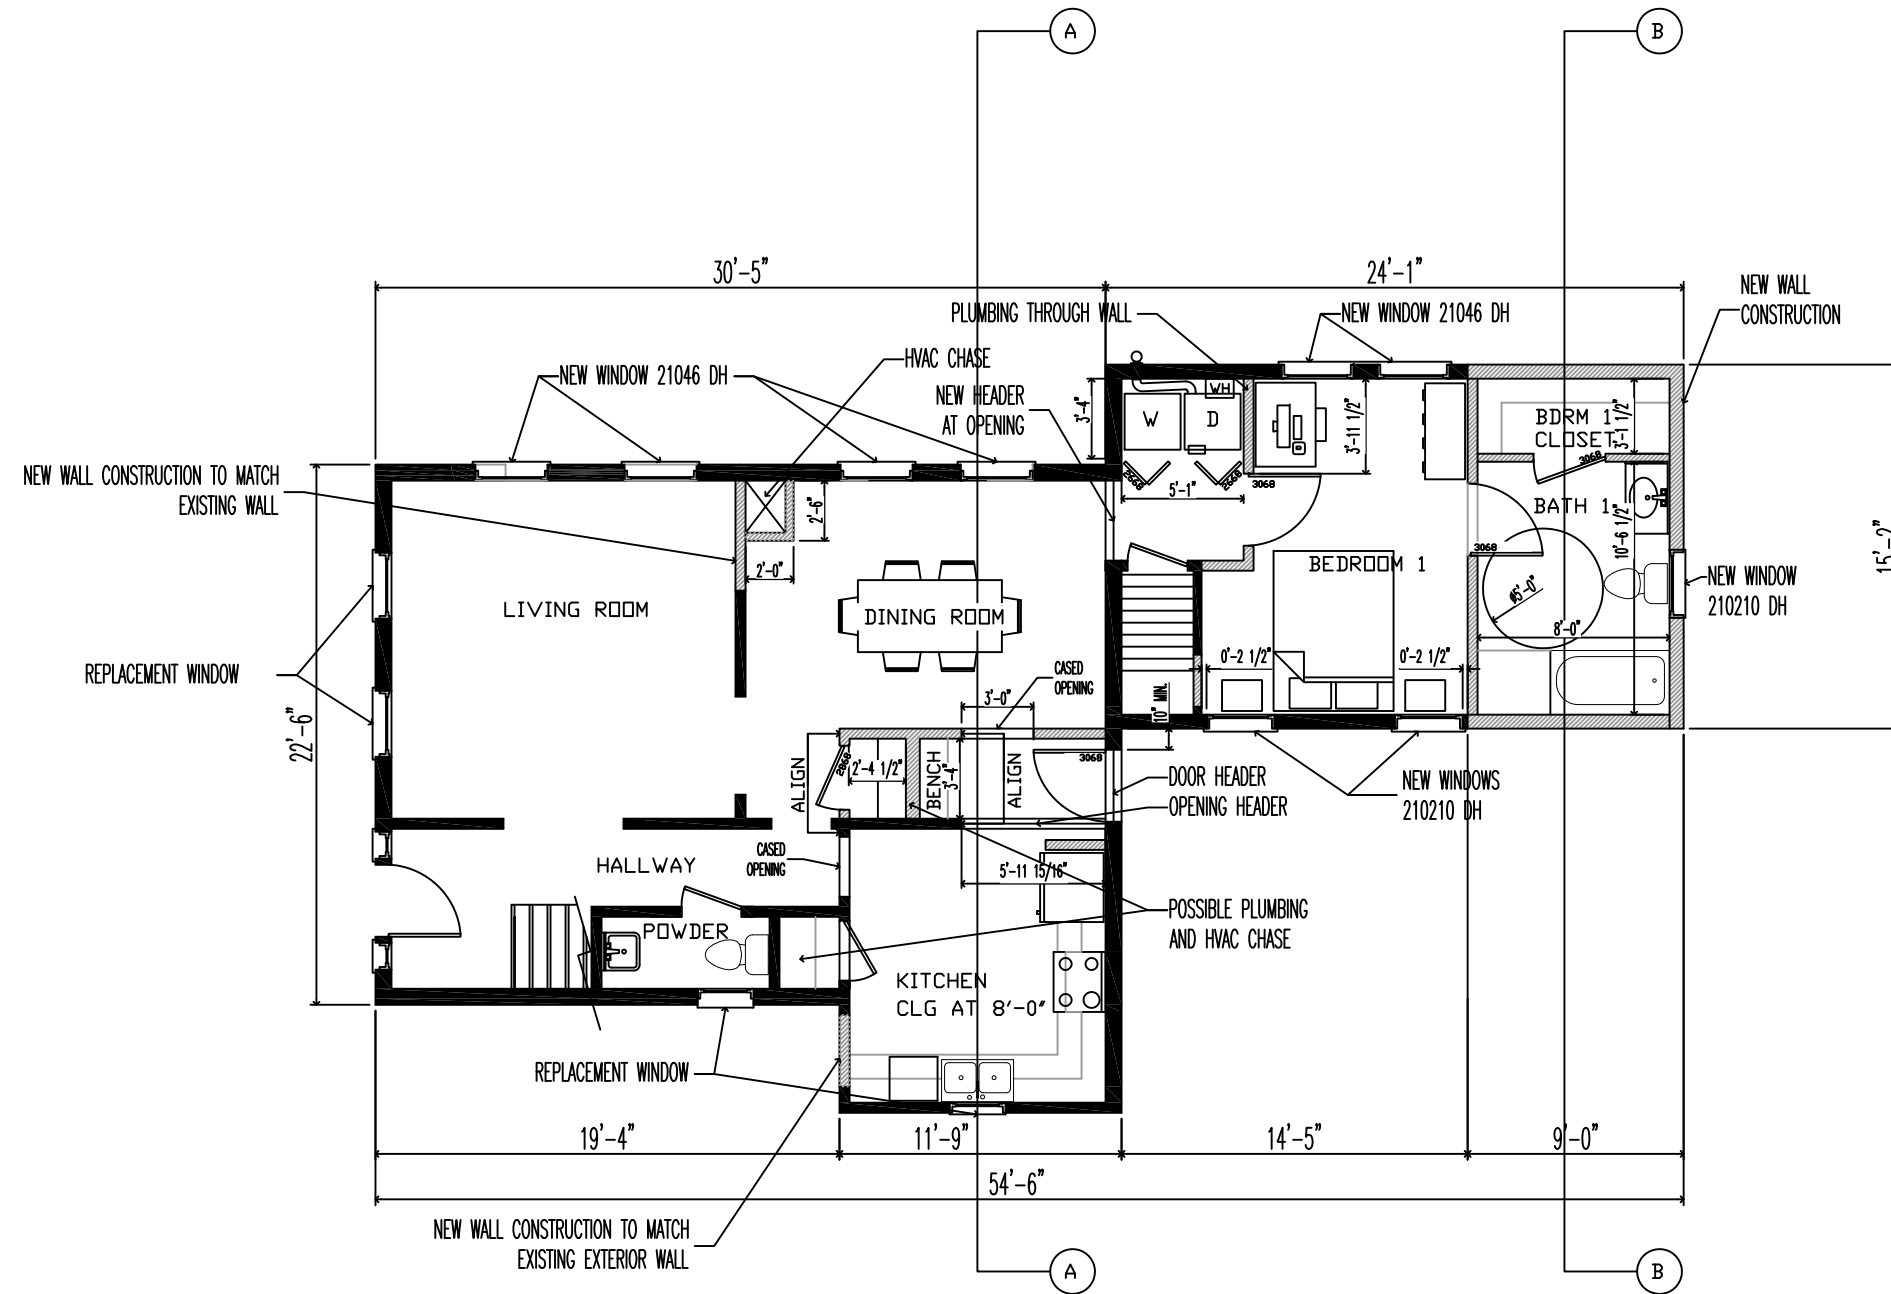 A
B
30'-5"
24'-1"
NEW WALL
CONSTRUCTION
PLUMBING THROUGH WALL
NEW WINDOW 21046 DH
HVAC CHASE
NEW WINDOW 21046 DH
NEW HEADER
AT OPENING
3'-4"
WH
W
D
3'-11 1/2"
BDRM 1
CLOSET
3'-1 1/2"
NEW WALL CONSTRUCTION TO MATCH
EXISTING WALL
2668
2668
5'-1"
3068
3068
2'-6"
BATH 1
10'-6 1/2"
15'-2"
3068
2'-0"
BEDROOM 1
NEW WINDOW
210210 DH
ø5'-0"
LIVING ROOM
DINING ROOM
8'-0"
REPLACEMENT WINDOW
0'-2 1/2"
0'-2 1/2"
CASED
OPENING
3'-0"
10" MIN.
22'-6"
ALIGN
2868
2'-4 1/2"
BENCH
3'-4"
ALIGN
3068
DOOR HEADER
OPENING HEADER
NEW WINDOWS
210210 DH
HALLWAY
CASED
OPENING
5'-11 15/16"
POSSIBLE PLUMBING
AND HVAC CHASE
POWDER
KITCHEN
CLG AT 8'-0"
REPLACEMENT WINDOW
19'-4"
11'-9"
14'-5"
9'-0"
54'-6"
NEW WALL CONSTRUCTION TO MATCH
EXISTING EXTERIOR WALL
A
B